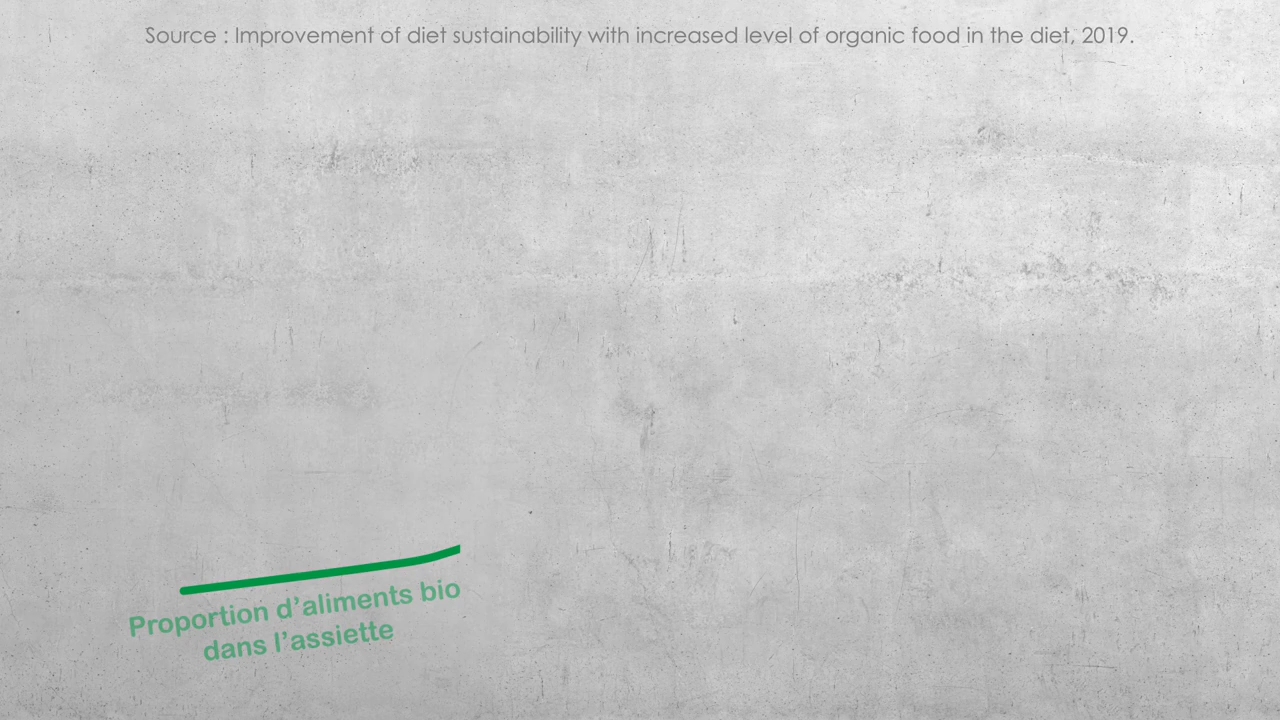 Source : Improvement of diet sustainability with increased level of organic food in the diet, 2019.
Proportion d’aliments bio
dans l’assiette